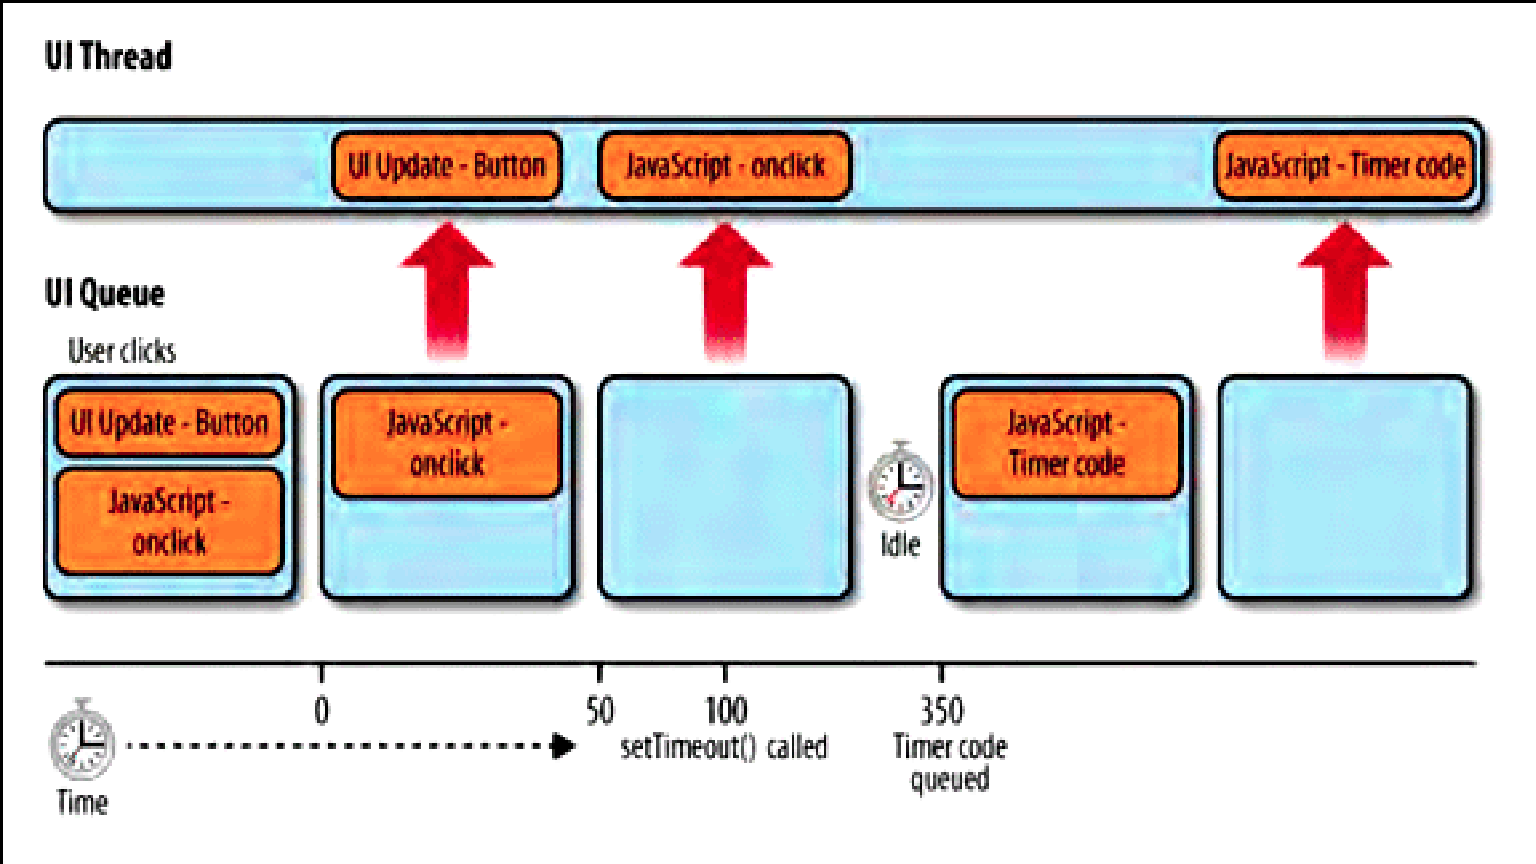 UI Thread
UI Update - Button
JavaScript - onclick
JavaScript - Timer code
UI Queue
User clicks
UI Update - Button
JavaScript -
onclick
JavaScript -
onclick
Idle
JavaScript -
Timer code
0
50
100
350
setTimeout() called
Timer code
queued
Time